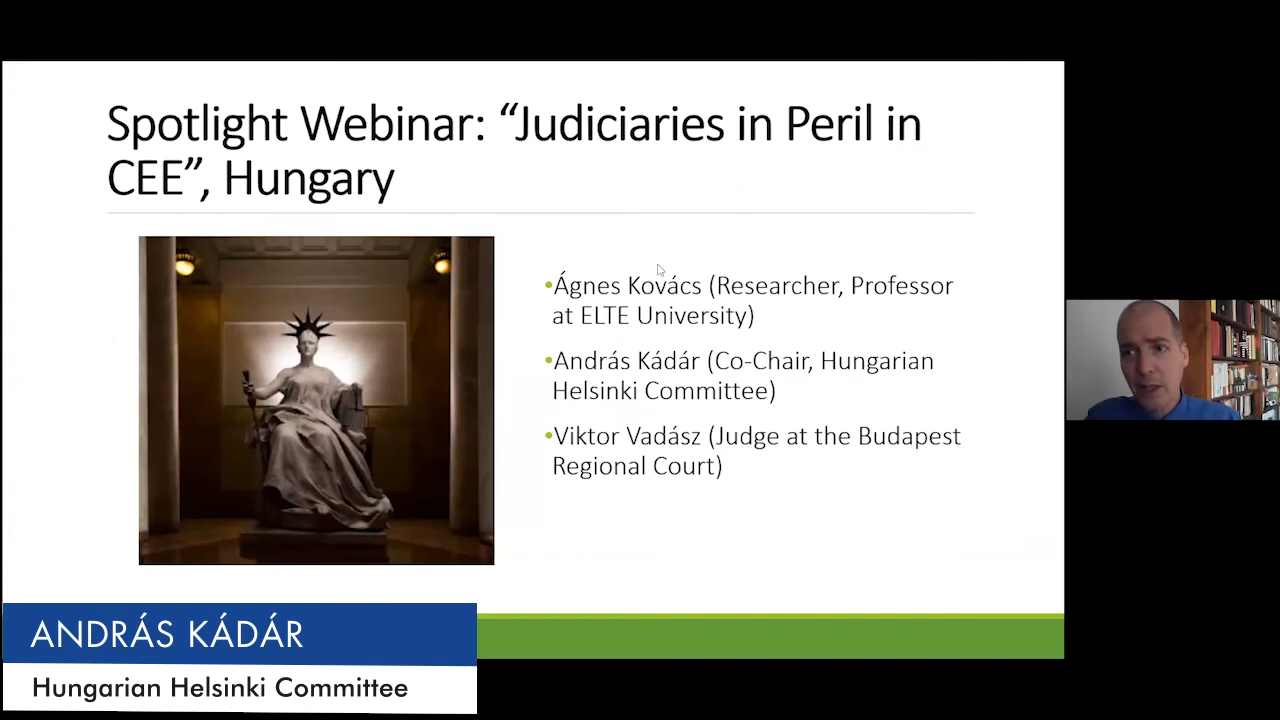 Spotlight Webinar: “Judiciaries in Peril in
CEE”, Hungary
•Ágnes Kovács (Researcher, Professor
at ELTE University)
•András Kádár (Co-Chair, Hungarian
Helsinki Committee)
•Viktor Vadász (Judge at the Budapest
Regional Court)
ANDRÁS KÁDÁR
Hungarian Helsinki Committee